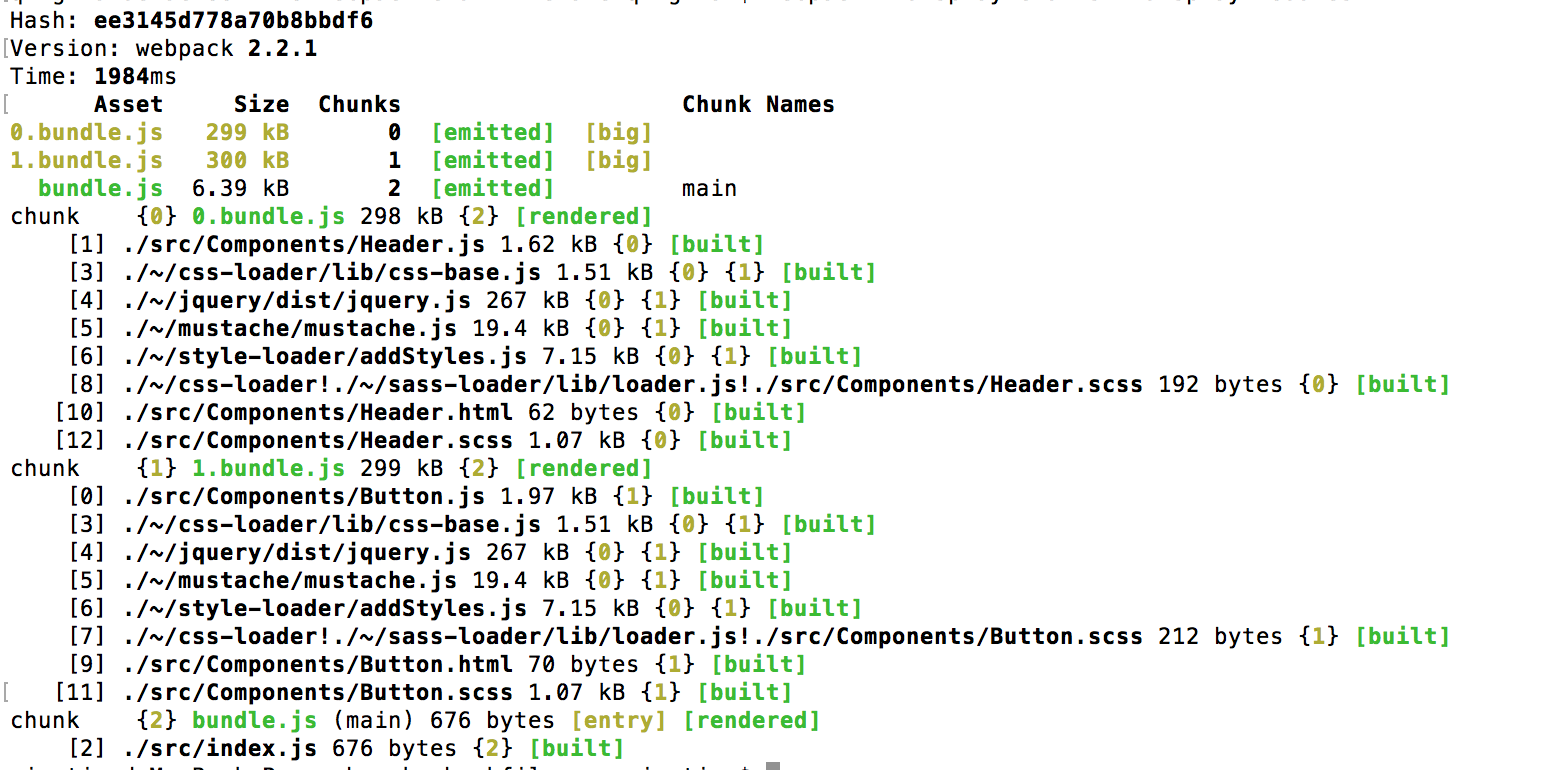 Hash: ee3145d778a70b8bbdf6
[Version: webpack 2.2.1
Time: 1984ms
[      Asset     Size  Chunks                    Chunk Names
0.bundle.js   299 kB       0  [emitted]  [big]
1.bundle.js   300 kB       1  [emitted]  [big]
  bundle.js  6.39 kB       2  [emitted]         main
chunk    {0} 0.bundle.js 298 kB {2} [rendered]
    [1] ./src/Components/Header.js 1.62 kB {0} [built]
    [3] ./~/css-loader/lib/css-base.js 1.51 kB {0} {1} [built]
    [4] ./~/jquery/dist/jquery.js 267 kB {0} {1} [built]
    [5] ./~/mustache/mustache.js 19.4 kB {0} {1} [built]
    [6] ./~/style-loader/addStyles.js 7.15 kB {0} {1} [built]
    [8] ./~/css-loader!./~/sass-loader/lib/loader.js!./src/Components/Header.scss 192 bytes {0} [built]
   [10] ./src/Components/Header.html 62 bytes {0} [built]
   [12] ./src/Components/Header.scss 1.07 kB {0} [built]
chunk    {1} 1.bundle.js 299 kB {2} [rendered]
    [0] ./src/Components/Button.js 1.97 kB {1} [built]
    [3] ./~/css-loader/lib/css-base.js 1.51 kB {0} {1} [built]
    [4] ./~/jquery/dist/jquery.js 267 kB {0} {1} [built]
    [5] ./~/mustache/mustache.js 19.4 kB {0} {1} [built]
    [6] ./~/style-loader/addStyles.js 7.15 kB {0} {1} [built]
    [7] ./~/css-loader!./~/sass-loader/lib/loader.js!./src/Components/Button.scss 212 bytes {1} [built]
    [9] ./src/Components/Button.html 70 bytes {1} [built]
[  [11] ./src/Components/Button.scss 1.07 kB {1} [built]
chunk    {2} bundle.js (main) 676 bytes [entry] [rendered]
    [2] ./src/index.js 676 bytes {2} [built]